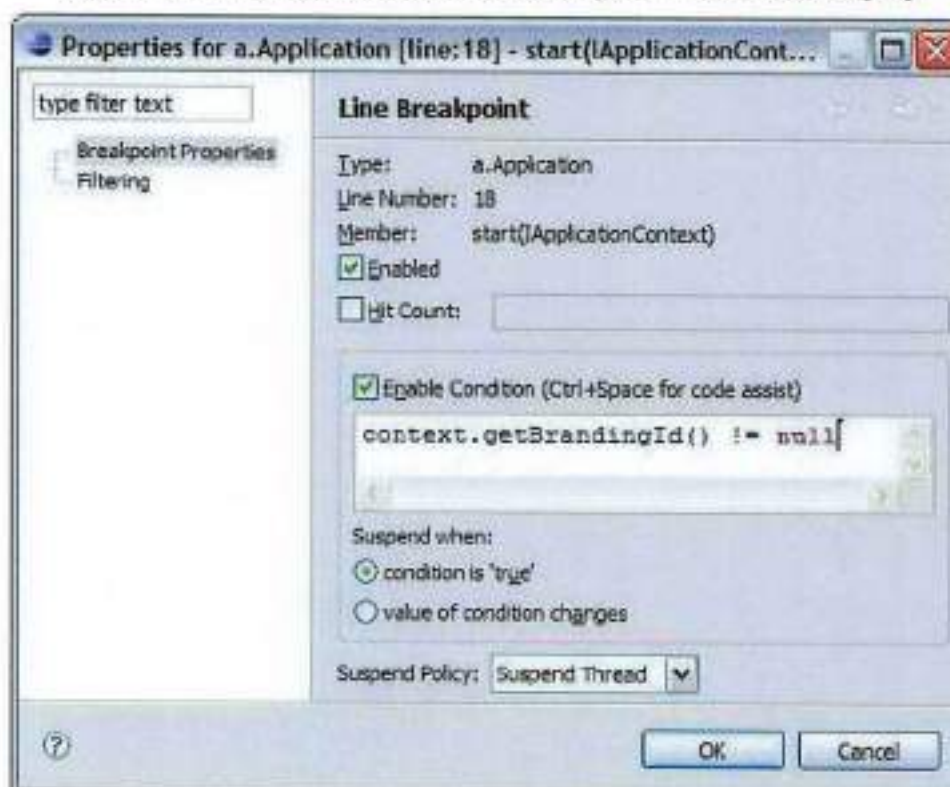 Properties for a.Application [line:18] - start(IApplicationCont...
type filter text
Breakpoint Properties
Filtering
Line Breakpoint
Type: a.Application
Line Number: 18
Member: start(IApplicationContext)
Enabled
Hit Count:
Enable Condition (Ctrl+Space for code assist)
context.getBrandingId() != null
Suspend when:
condition is 'true'
value of condition changes
Suspend Policy: Suspend Thread
?
OK
Cancel